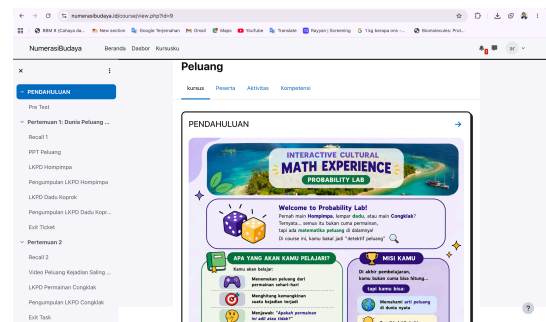 numerasibudaya.id/course/view.php?id=9
BBM 8 (Cahaya da...
New section
Google Terjemahan
Gmail
Maps
YouTube
Translate
Rayyan | Screening
G 1 kg berapa ons -...
Biomolecules: Prot...
NumerasiBudaya
Beranda Dasbor Kursusku
ar
PENDAHULUAN
Pre Test
Pertemuan 1: Dunia Peluang ...
Recall 1
PPT Peluang
LKPD Hompimpa
Pengumpulan LKPD Hompimpa
LKPD Dadu Koprok
Pengumpulan LKPD Dadu Kopr...
Exit Ticket
Pertemuan 2
Recall 2
Video Peluang Kejadian Saling ...
LKPD Permainan Congklak
Pengumpulan LKPD Congklak
Exit Task
Peluang
kursus Peserta Aktivitas Kompetensi
PENDAHULUAN
INTERACTIVE CULTURAL
MATH EXPERIENCE
PROBABILITY LAB
Welcome to Probability Lab!
Pernah main Hompimpa, lempar dadu, atau main Congklak?
Ternyata... semua itu bukan cuma permainan,
tapi ada matematika peluang di dalamnya!
Di course ini, kamu bakal jadi "detektif peluang"
APA YANG AKAN KAMU PELAJARI?
Kamu akan belajar:
Menemukan peluang dari
permainan sehari-hari
Menghitung kemungkinan
suatu kejadian terjadi
Menjawab: "Apakah permainan
ini adil atau tidak?"
MISI KAMU
Di akhir pembelajaran,
kamu bukan cuma bisa hitung...
tapi kamu bisa:
Memahami arti peluang
di dunia nyata
?